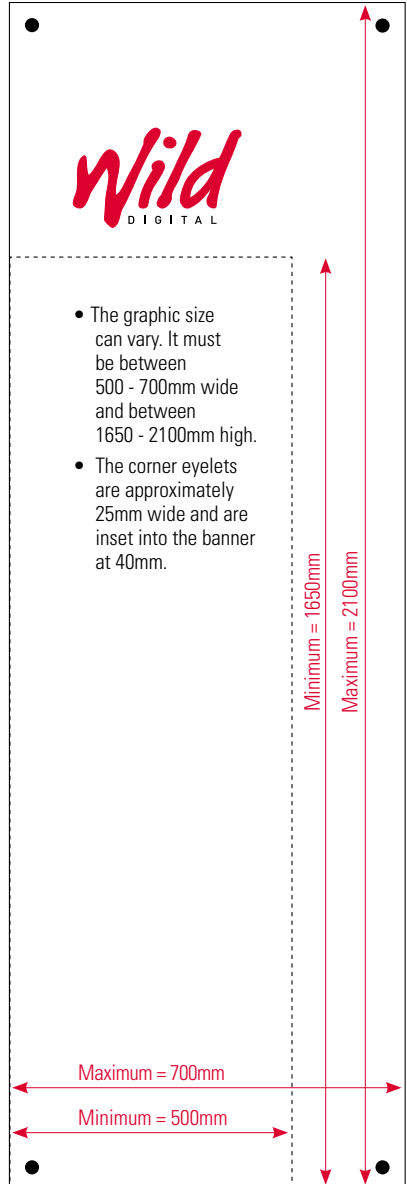 Wild
DIGITAL
• The graphic size
can vary. It must
be between
500 - 700mm wide
and between
1650 - 2100mm high.
• The corner eyelets
are approximately
25mm wide and are
inset into the banner
at 40mm.
Minimum = 1650mm
Maximum = 2100mm
Maximum = 700mm
Minimum = 500mm